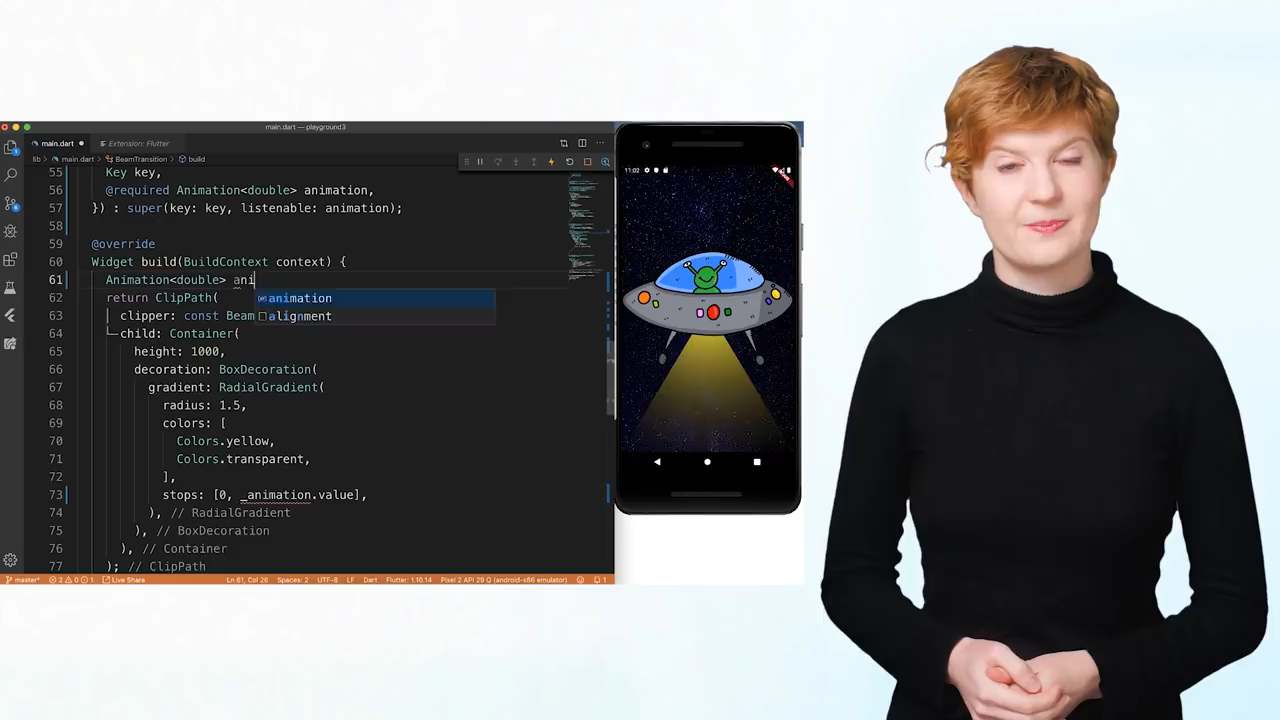 main.dart — playground3
main.dart
Extension: Flutter
lib > main.dart > BeamTransition > build
55 Key key,
56 @required Animation<double> animation,
57 }) : super(key: key, listenable: animation);
58
59 @override
60 Widget build(BuildContext context) {
61 Animation<double> ani
animation
alignment
62 return ClipPath(
63 clipper: const Beam
64 child: Container(
65 height: 1000,
66 decoration: BoxDecoration(
67 gradient: RadialGradient(
68 radius: 1.5,
69 colors: [
70 Colors.yellow,
71 Colors.transparent,
72 ],
73 stops: [0, _animation.value],
74 ), // RadialGradient
75 ), // BoxDecoration
76 ), // Container
77 ); // ClipPath
master* 2 0 1 Live Share Ln 61, Col 26 Spaces: 2 UTF-8 LF Dart Flutter: 1.10.14 Pixel 2 API 29 Q (android-x86 emulator) 1
11:02